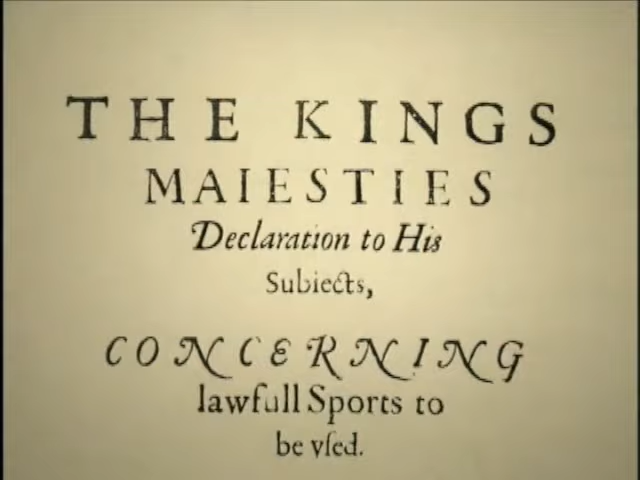 THE KINGS
MAIESTIES
Declaration to His
Subiects,
CONCERNING
lawfull Sports to
be vſed.